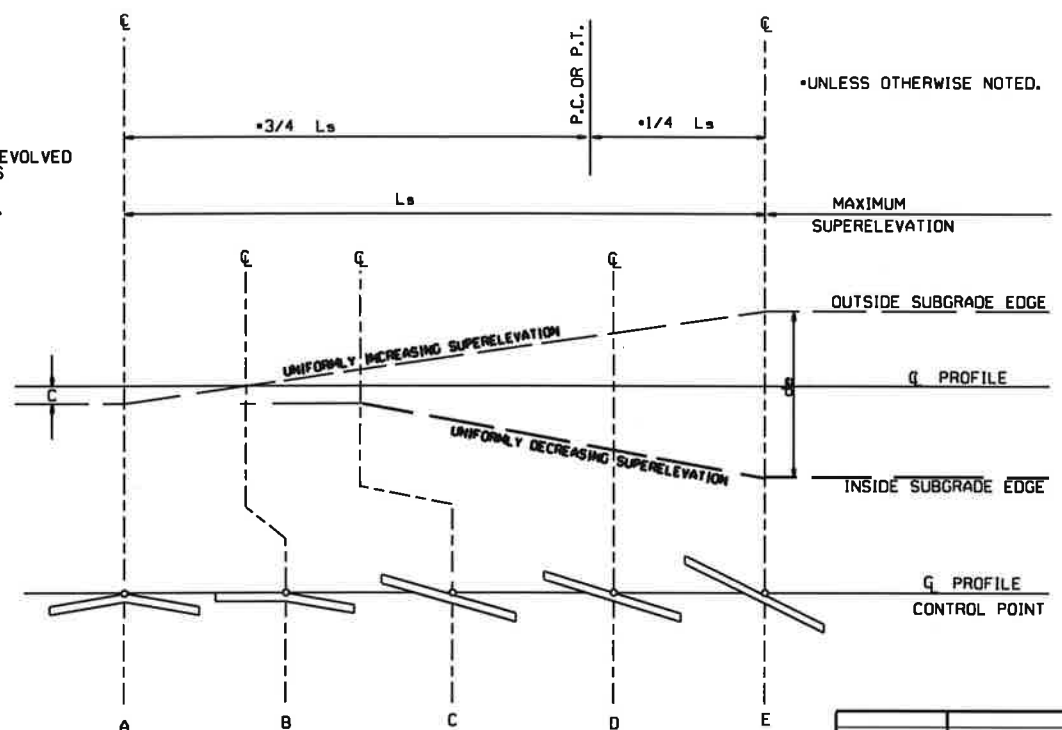 ℄
℄
P.C. OR P.T.
*UNLESS OTHERWISE NOTED.
*3/4 Ls
*1/4 Ls
EVOLVED
Ls
MAXIMUM
SUPERELEVATION
℄
℄
℄
OUTSIDE SUBGRADE EDGE
UNIFORMLY INCREASING SUPERELEVATION
C
℄ PROFILE
UNIFORMLY DECREASING SUPERELEVATION
INSIDE SUBGRADE EDGE
℄ PROFILE
CONTROL POINT
A
B
C
D
E